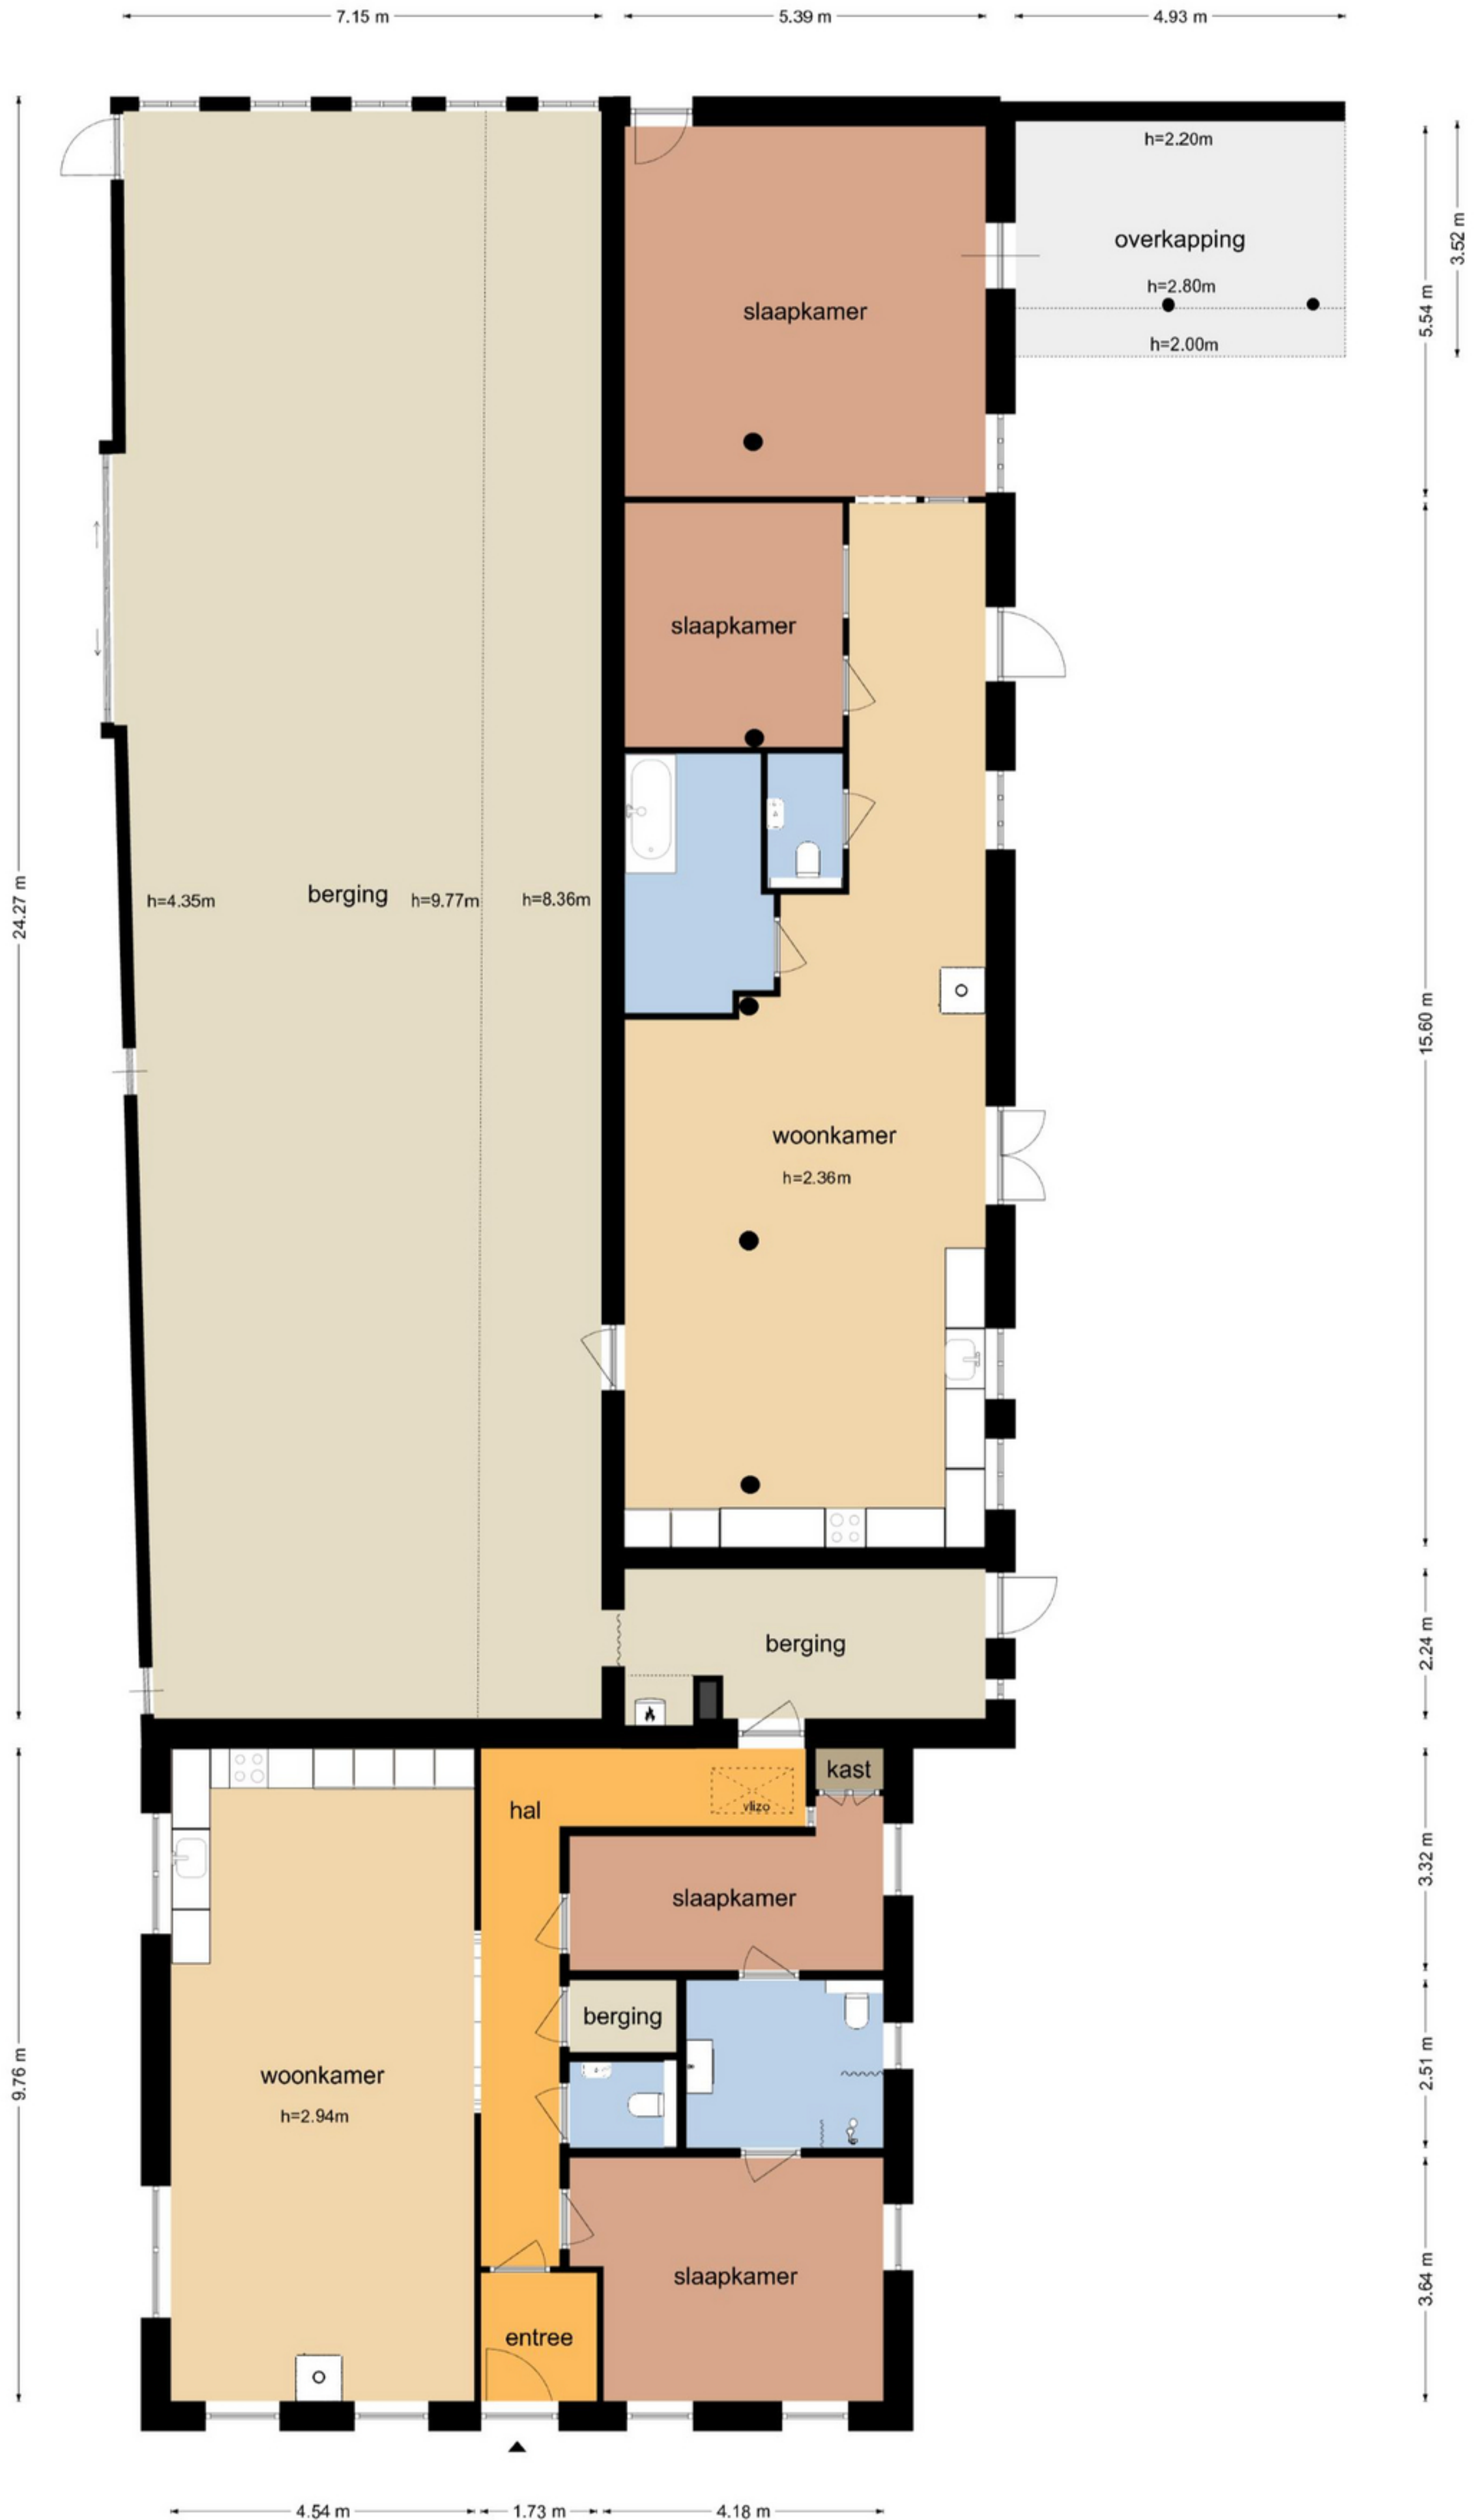 7.15 m
5.39 m
4.93 m
h=2.20m
overkapping
h=2.80m
h=2.00m
3.52 m
5.54 m
slaapkamer
slaapkamer
24.27 m
h=4.35m
berging
h=9.77m
h=8.36m
15.60 m
woonkamer
h=2.36m
berging
2.24 m
kast
hal
vlizo
3.32 m
slaapkamer
berging
2.51 m
9.76 m
woonkamer
h=2.94m
slaapkamer
3.64 m
entree
4.54 m
1.73 m
4.18 m